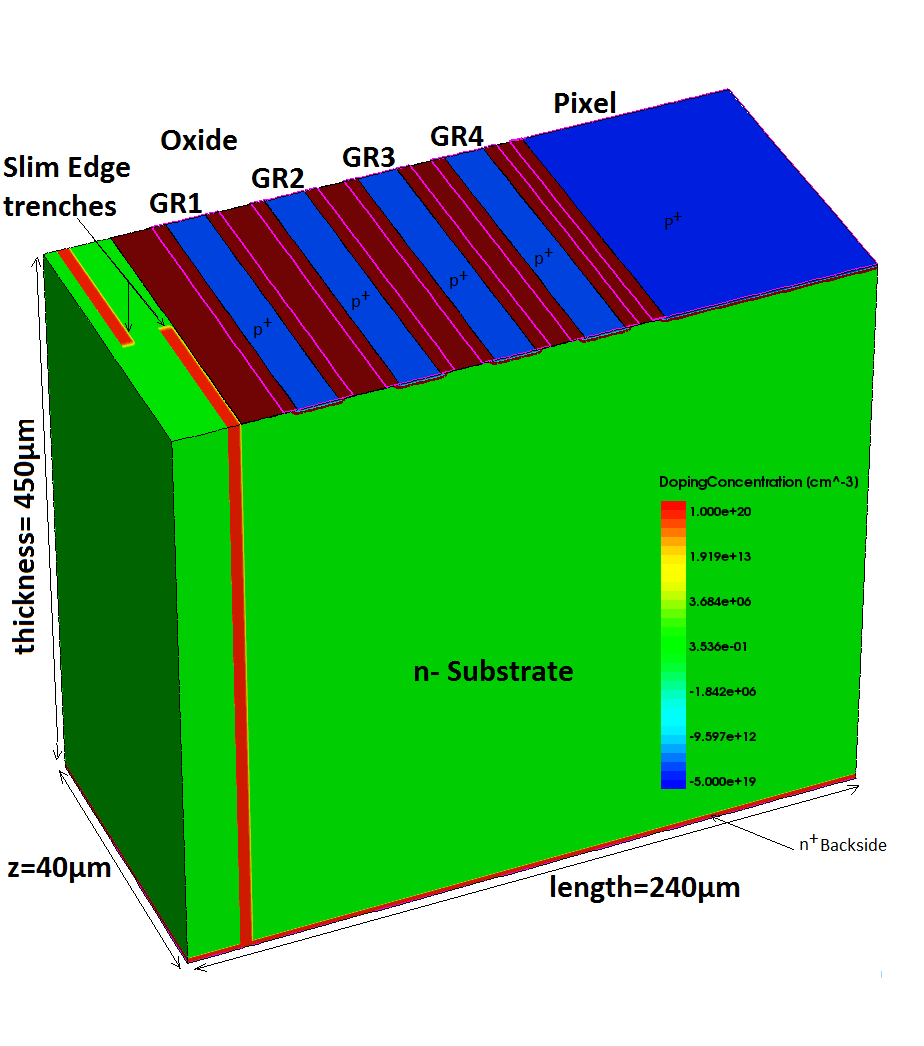 Pixel
Oxide
GR4
GR3
GR2
GR1
Slim Edge
trenches
p+
p+
p+
p+
p+
thickness= 450μm
DopingConcentration (cm^-3)
1.000e+20
1.919e+13
3.684e+06
3.536e-01
-1.842e+06
-9.597e+12
-5.000e+19
n- Substrate
n+ Backside
z=40μm
length=240μm